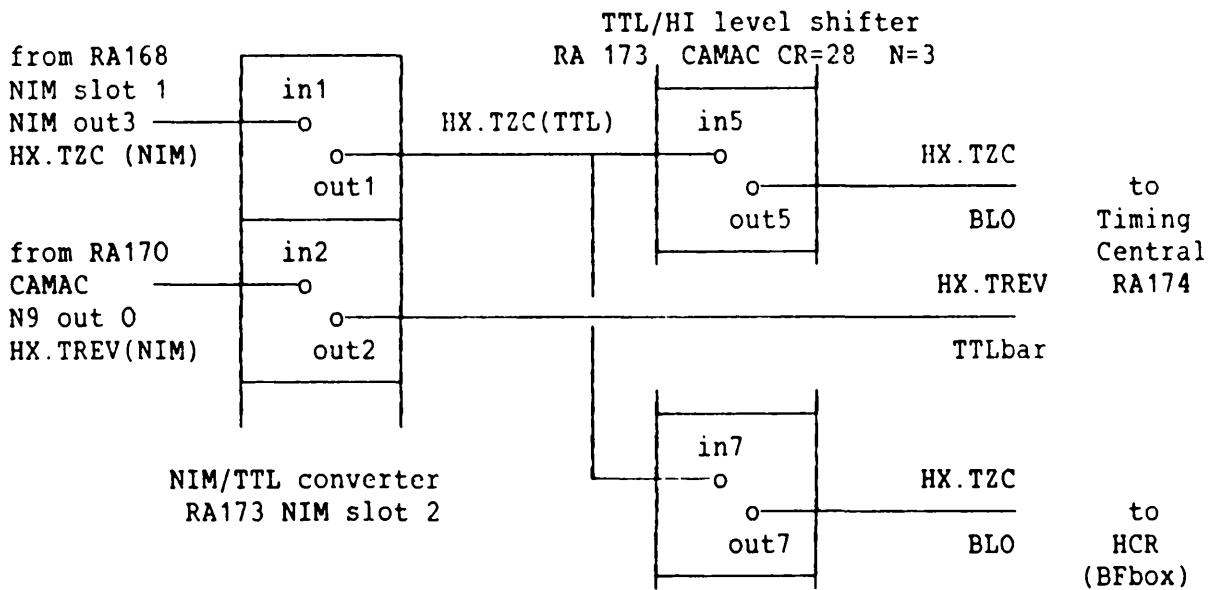 TTL/HI level shifter
RA 173 CAMAC CR=28 N=3
from RA168
NIM slot 1
NIM out3
HX.TZC (NIM)
in1
out1
HX.TZC(TTL)
in5
out5
HX.TZC
BLO
to
Timing
Central
RA174
from RA170
CAMAC
N9 out 0
HX.TREV(NIM)
in2
out2
HX.TREV
TTLbar
NIM/TTL converter
RA173 NIM slot 2
in7
out7
HX.TZC
BLO
to
HCR
(BFbox)